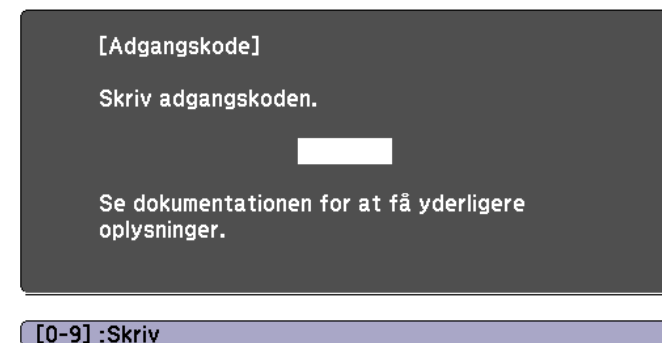 [Adgangskode]
Skriv adgangskoden.
Se dokumentationen for at få yderligere
oplysninger.
[0-9] :Skriv